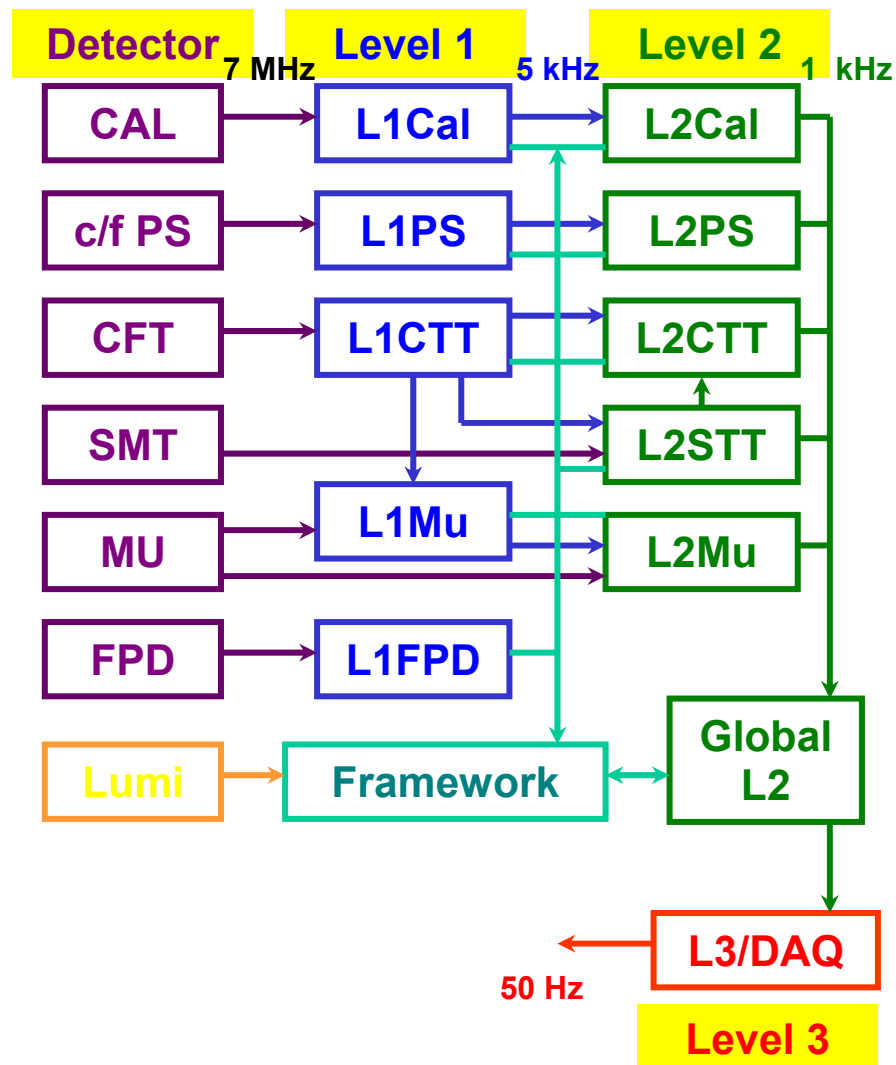 Detector
Level 1
Level 2
7 MHz
5 kHz
1 kHz
CAL
L1Cal
L2Cal
c/f PS
L1PS
L2PS
CFT
L1CTT
L2CTT
SMT
L2STT
L1Mu
MU
L2Mu
FPD
L1FPD
Global
L2
Lumi
Framework
L3/DAQ
50 Hz
Level 3